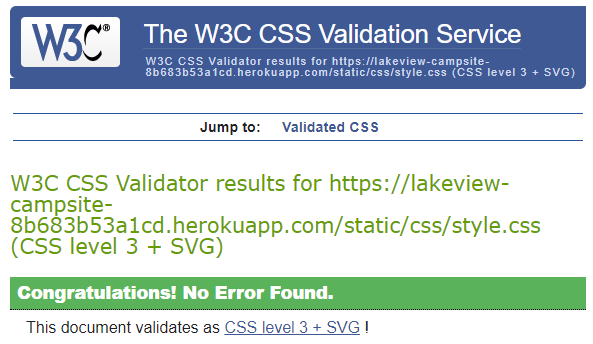 W3C® The W3C CSS Validation Service
W3C CSS Validator results for https://lakeview-campsite-
8b683b53a1cd.herokuapp.com/static/css/style.css (CSS level 3 + SVG)
Jump to: Validated CSS
W3C CSS Validator results for https://lakeview-
campsite-
8b683b53a1cd.herokuapp.com/static/css/style.css
(CSS level 3 + SVG)
Congratulations! No Error Found.
This document validates as CSS level 3 + SVG !